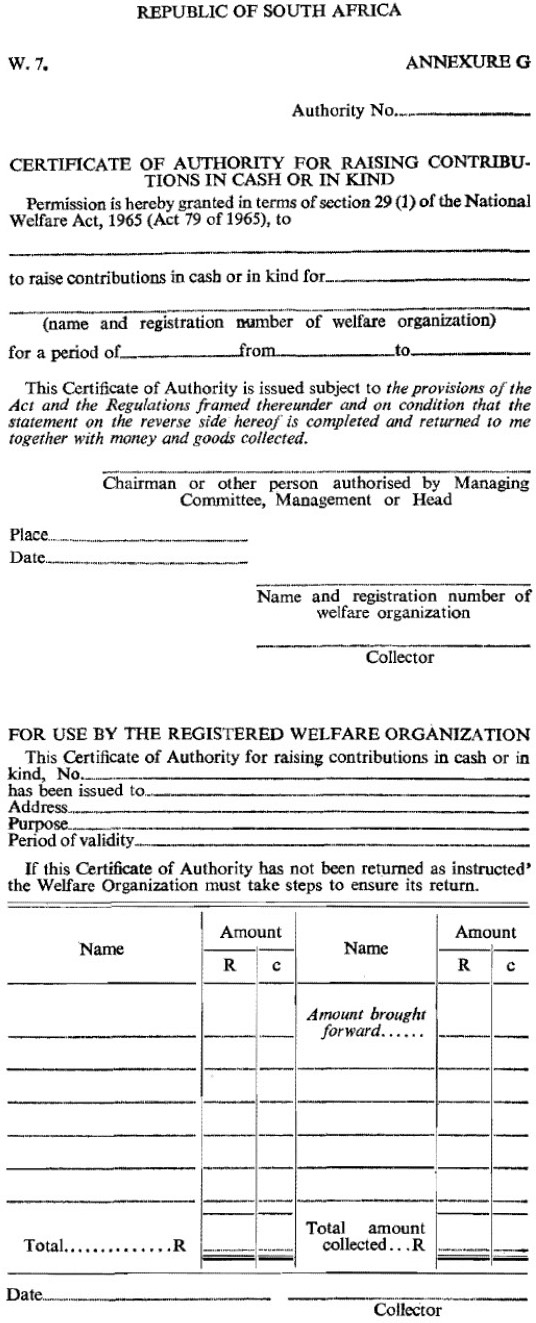 REPUBLIC OF SOUTH AFRICA
W. 7.
ANNEXURE G
Authority No.
CERTIFICATE OF AUTHORITY FOR RAISING CONTRIBU-
TIONS IN CASH OR IN KIND
Permission is hereby granted in terms of section 29 (1) of the National
Welfare Act, 1965 (Act 79 of 1965), to
to raise contributions in cash or in kind for
(name and registration number of welfare organization)
for a period of from to
This Certificate of Authority is issued subject to the provisions of the
Act and the Regulations framed thereunder and on condition that the
statement on the reverse side hereof is completed and returned to me
together with money and goods collected.
Chairman or other person authorised by Managing
Committee, Management or Head
Place
Date
Name and registration number of
welfare organization
Collector
FOR USE BY THE REGISTERED WELFARE ORGANIZATION
This Certificate of Authority for raising contributions in cash or in
kind, No.
has been issued to
Address
Purpose
Period of validity
If this Certificate of Authority has not been returned as instructed'
the Welfare Organization must take steps to ensure its return.
Name Amount Name Amount
R c R c
Amount brought
forward......
Total..............R
Total amount
collected...R
Date
Collector